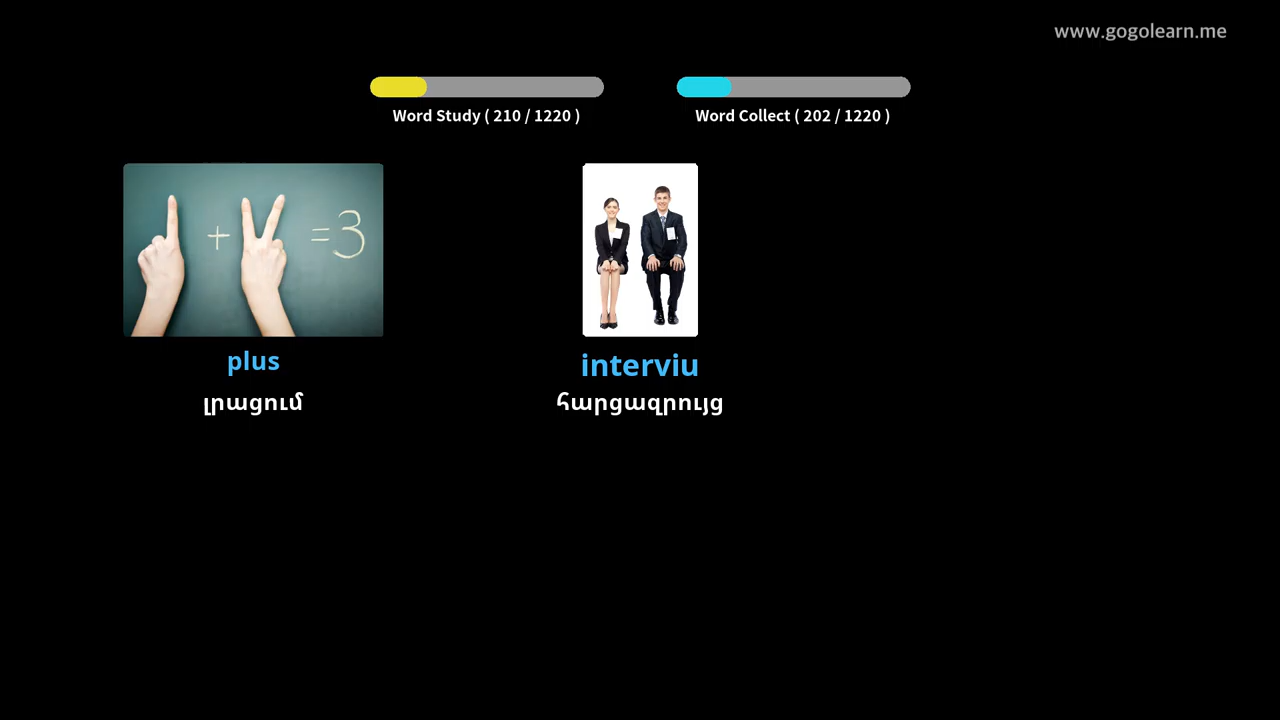 www.gogolearn.me
Word Study ( 210 / 1220 )
Word Collect ( 202 / 1220 )
+ =3
plus
interviu
լրացում
հարցազրույց